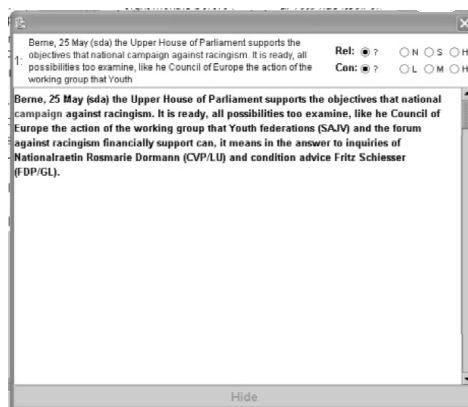 Berne, 25 May (sda) the Upper House of Parliament supports the
objectives that national campaign against racingism. It is ready, all
1:
possibilities too examine, like he Council of Europe the action of the
working group that Youth
Rel: ? N S H
Con: ? L M H
Berne, 25 May (sda) the Upper House of Parliament supports the objectives that national
campaign against racingism. It is ready, all possibilities too examine, like he Council of
Europe the action of the working group that Youth federations (SAJV) and the forum
against racingism financially support can, it means in the answer to inquiries of
Nationalraetin Rosmarie Dormann (CVP/LU) and condition advice Fritz Schiesser
(FDP/GL).
Hide